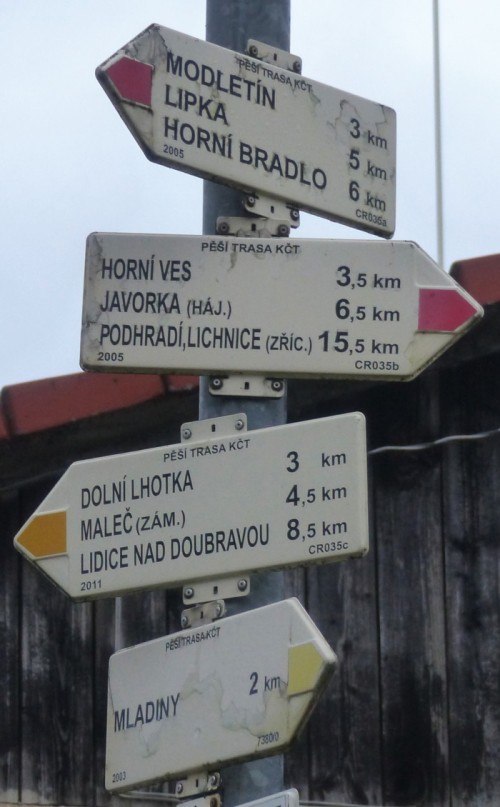 PĚŠÍ TRASA KČT
MODLETÍN 3 km
LIPKA 5 km
HORNÍ BRADLO 6 km
2005 CR035a
PĚŠÍ TRASA KČT
HORNÍ VES 3,5 km
JAVORKA (HÁJ.) 6,5 km
PODHRADÍ,LICHNICE (ZŘÍC.) 15,5 km
2005 CR035b
PĚŠÍ TRASA KČT
DOLNÍ LHOTKA 3 km
MALEČ (ZÁM.) 4,5 km
LIDICE NAD DOUBRAVOU 8,5 km
2011 CR035c
PĚŠÍ TRASA KČT
MLADINY 2 km
2003